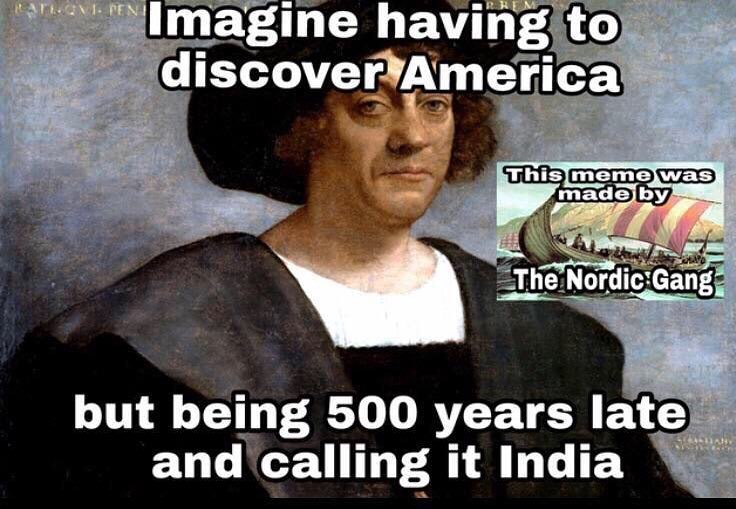 Imagine having to
discover America
This meme was
made by
The Nordic Gang
but being 500 years late
and calling it India